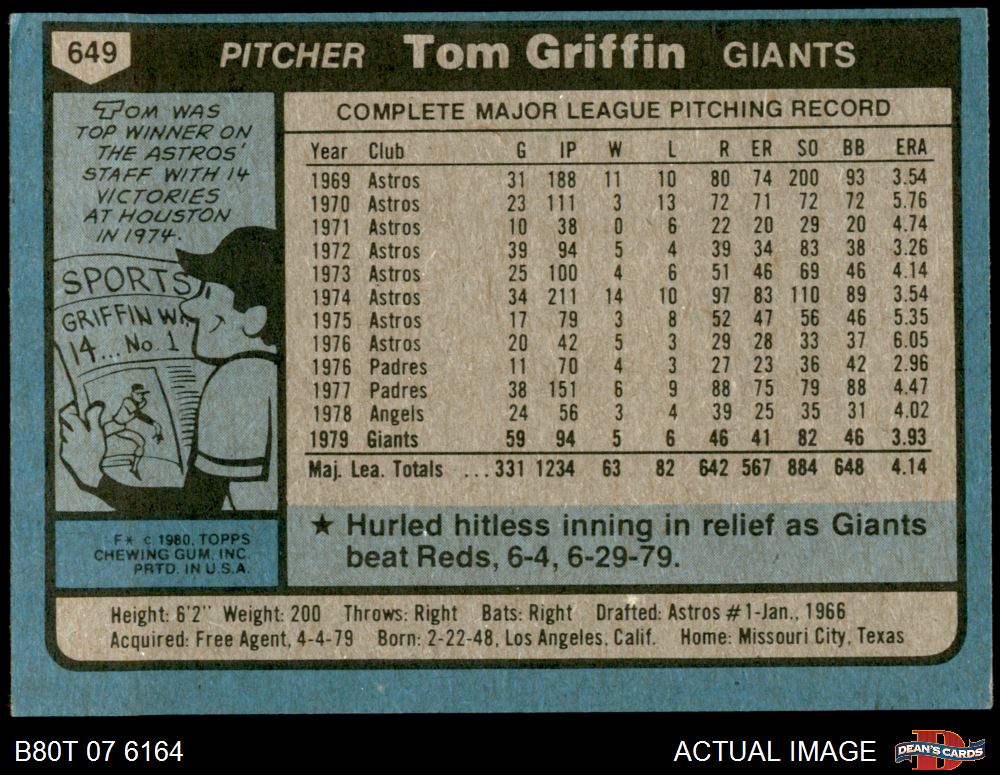 649 PITCHER Tom Griffin GIANTS
TOM WAS
TOP WINNER ON
THE ASTROS'
STAFF WITH 14
VICTORIES
AT HOUSTON
IN 1974.
SPORTS
GRIFFIN W
14... No. 1
F* © 1980, TOPPS
CHEWING GUM, INC.
PRTD. IN U.S.A.
COMPLETE MAJOR LEAGUE PITCHING RECORD
Year Club G IP W L R ER SO BB ERA
1969 Astros 31 188 11 10 80 74 200 93 3.54
1970 Astros 23 111 3 13 72 71 72 72 5.76
1971 Astros 10 38 0 6 22 20 29 20 4.74
1972 Astros 39 94 5 4 39 34 83 38 3.26
1973 Astros 25 100 4 6 51 46 69 46 4.14
1974 Astros 34 211 14 10 97 83 110 89 3.54
1975 Astros 17 79 3 8 52 47 56 46 5.35
1976 Astros 20 42 5 3 29 28 33 37 6.05
1976 Padres 11 70 4 3 27 23 36 42 2.96
1977 Padres 38 151 6 9 88 75 79 88 4.47
1978 Angels 24 56 3 4 39 25 35 31 4.02
1979 Giants 59 94 5 6 46 41 82 46 3.93
Maj. Lea. Totals ...331 1234 63 82 642 567 884 648 4.14
★ Hurled hitless inning in relief as Giants
beat Reds, 6-4, 6-29-79.
Height: 6'2" Weight: 200 Throws: Right Bats: Right Drafted: Astros #1-Jan., 1966
Acquired: Free Agent, 4-4-79 Born: 2-22-48, Los Angeles, Calif. Home: Missouri City, Texas
B80T 07 6164 ACTUAL IMAGE DEAN'S CARDS